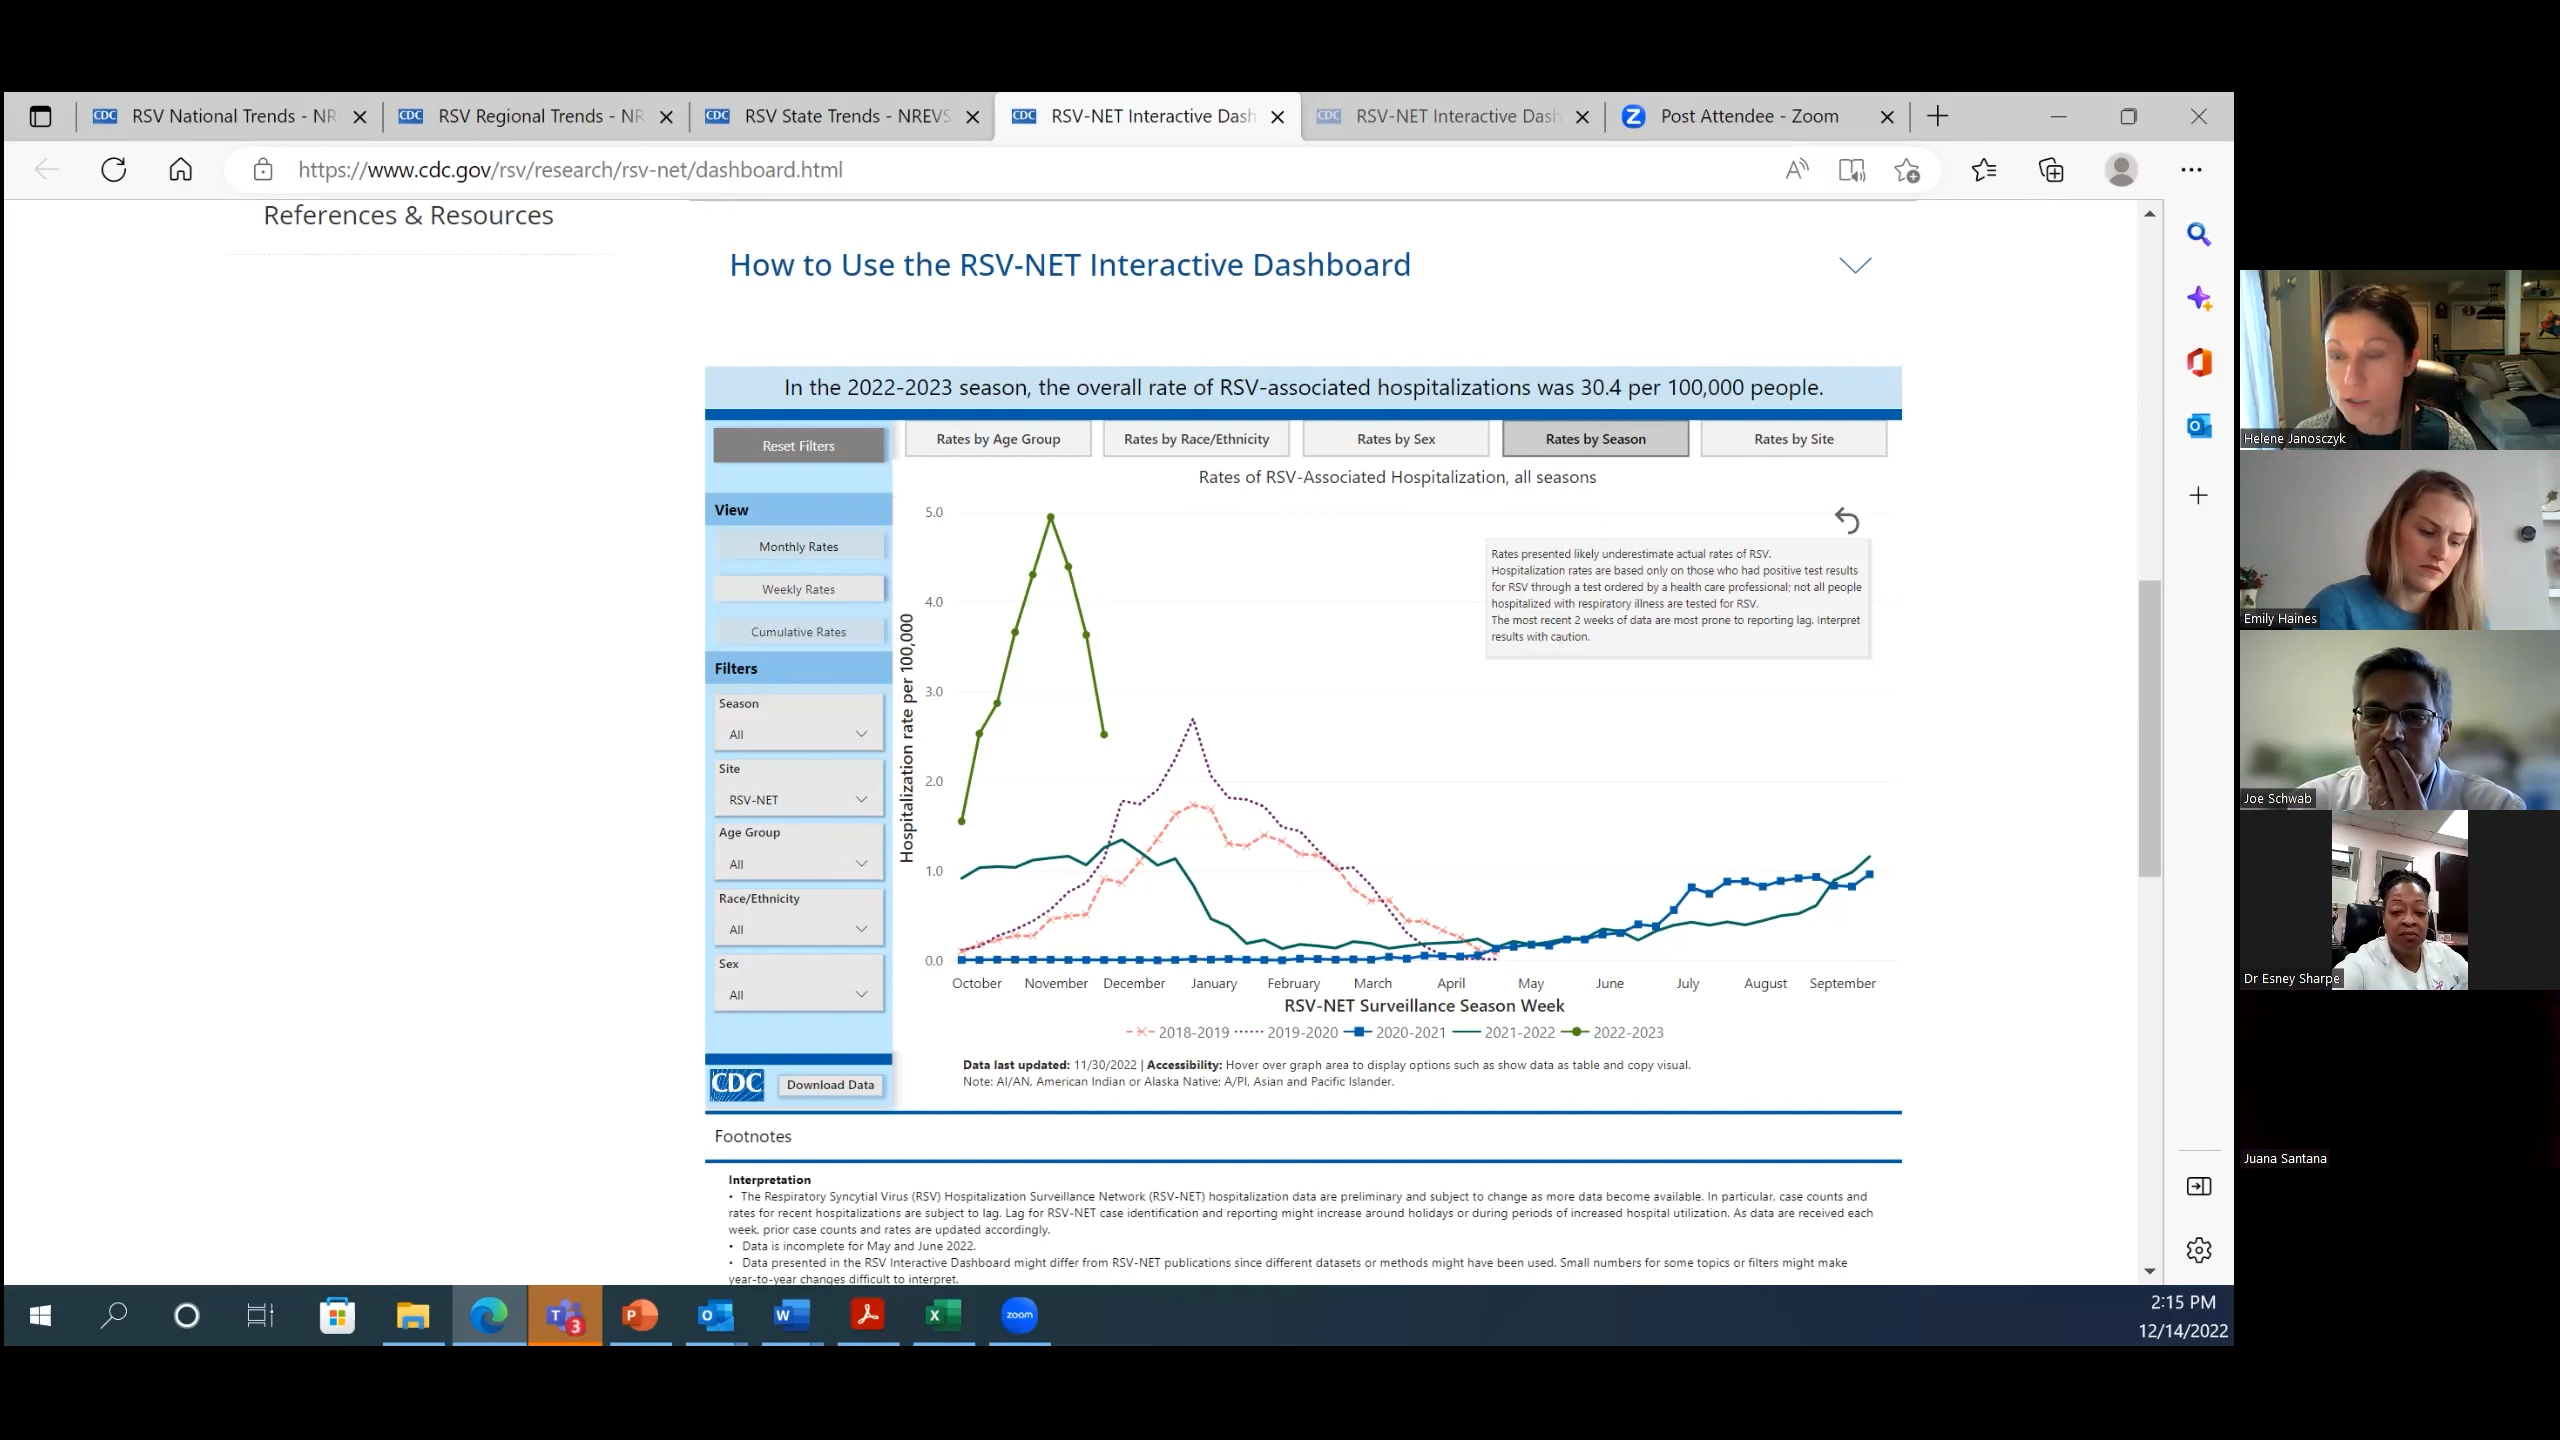 RSV National Trends - NR
RSV Regional Trends - NR
RSV State Trends - NREVS
RSV-NET Interactive Dash
RSV-NET Interactive Dash
Post Attendee - Zoom
https://www.cdc.gov/rsv/research/rsv-net/dashboard.html
References & Resources
How to Use the RSV-NET Interactive Dashboard
In the 2022-2023 season, the overall rate of RSV-associated hospitalizations was 30.4 per 100,000 people.
Reset Filters
Rates by Age Group
Rates by Race/Ethnicity
Rates by Sex
Rates by Season
Rates by Site
View
Monthly Rates
Weekly Rates
Cumulative Rates
Filters
Season
All
Site
RSV-NET
Age Group
All
Race/Ethnicity
All
Sex
All
CDC
Download Data
Rates of RSV-Associated Hospitalization, all seasons
Rates presented likely underestimate actual rates of RSV.
Hospitalization rates are based only on those who had positive test results
for RSV through a test ordered by a health care professional; not all people
hospitalized with respiratory illness are tested for RSV.
The most recent 2 weeks of data are most prone to reporting lag. Interpret
results with caution.
Hospitalization rate per 100,000
5.0
4.0
3.0
2.0
1.0
0.0
October November December January February March April May June July August September
RSV-NET Surveillance Season Week
2018-2019 2019-2020 2020-2021 2021-2022 2022-2023
Data last updated: 11/30/2022 | Accessibility: Hover over graph area to display options such as show data as table and copy visual.
Note: AI/AN, American Indian or Alaska Native; A/PI, Asian and Pacific Islander.
Footnotes
Interpretation
• The Respiratory Syncytial Virus (RSV) Hospitalization Surveillance Network (RSV-NET) hospitalization data are preliminary and subject to change as more data become available. In particular, case counts and
rates for recent hospitalizations are subject to lag. Lag for RSV-NET case identification and reporting might increase around holidays or during periods of increased hospital utilization. As data are received each
week, prior case counts and rates are updated accordingly.
• Data is incomplete for May and June 2022.
• Data presented in the RSV Interactive Dashboard might differ from RSV-NET publications since different datasets or methods might have been used. Small numbers for some topics or filters might make
year-to-year changes difficult to interpret.
zoom
2:15 PM
12/14/2022
Helene Janosczyk
Emily Haines
Joe Schwab
Dr Esney Sharpe
Juana Santana